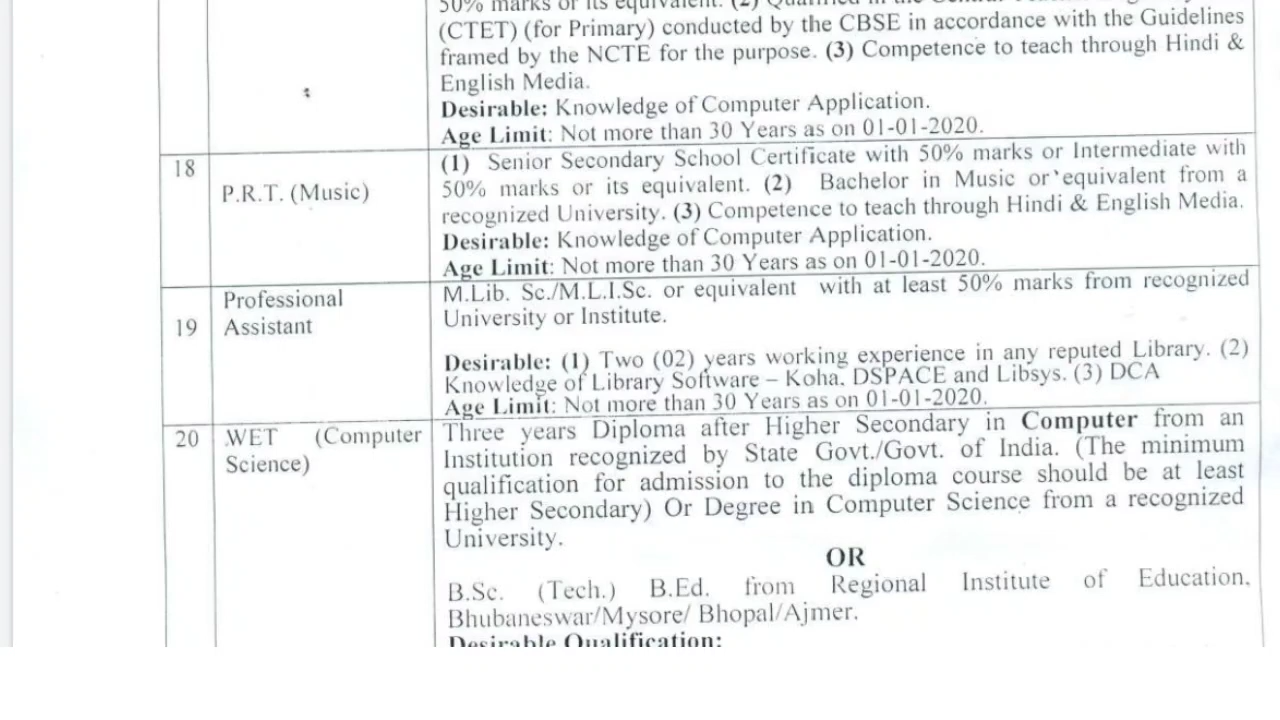 50% marks or its equivalent. (2) Qualified in the Central
(CTET) (for Primary) conducted by the CBSE in accordance with the Guidelines
framed by the NCTE for the purpose. (3) Competence to teach through Hindi &
English Media.
Desirable: Knowledge of Computer Application.
Age Limit: Not more than 30 Years as on 01-01-2020.
18
P.R.T. (Music)
(1) Senior Secondary School Certificate with 50% marks or Intermediate with
50% marks or its equivalent. (2) Bachelor in Music or equivalent from a
recognized University. (3) Competence to teach through Hindi & English Media.
Desirable: Knowledge of Computer Application.
Age Limit: Not more than 30 Years as on 01-01-2020.
19
Professional
Assistant
M.Lib. Sc./M.L.I.Sc. or equivalent with at least 50% marks from recognized
University or Institute.
Desirable: (1) Two (02) years working experience in any reputed Library. (2)
Knowledge of Library Software – Koha. DSPACE and Libsys. (3) DCA
Age Limit: Not more than 30 Years as on 01-01-2020.
20
WET (Computer
Science)
Three years Diploma after Higher Secondary in Computer from an
Institution recognized by State Govt./Govt. of India. (The minimum
qualification for admission to the diploma course should be at least
Higher Secondary) Or Degree in Computer Science from a recognized
University.
OR
B.Sc. (Tech.) B.Ed. from Regional Institute of Education,
Bhubaneswar/Mysore/ Bhopal/Ajmer.
Desirable Qualification: